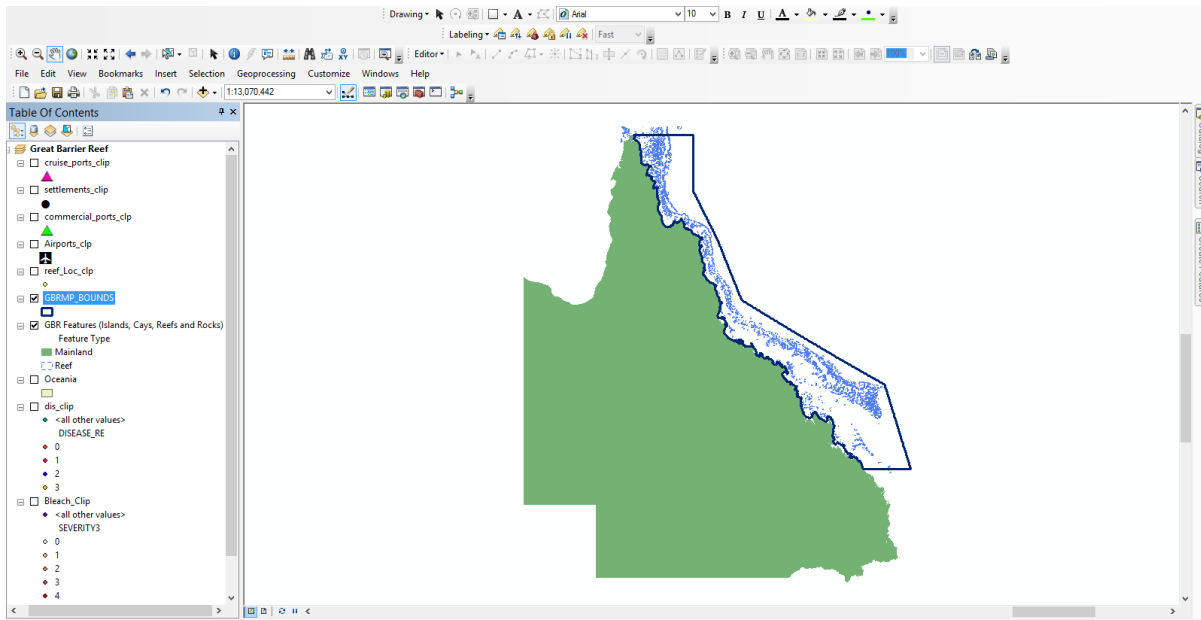 Drawing
A
Arial
10
B I U A
Labeling
Fast
Editor
100%
File Edit View Bookmarks Insert Selection Geoprocessing Customize Windows Help
1:13,070,442
Table Of Contents
Great Barrier Reef
cruise_ports_clip
settlements_clip
commercial_ports_clp
Airports_clp
reef_Loc_clp
GBRMP_BOUNDS
GBR Features (Islands, Cays, Reefs and Rocks)
Feature Type
Mainland
Reef
Oceania
dis_clip
<all other values>
DISEASE_RE
0
1
2
3
Bleach_Clip
<all other values>
SEVERITY3
0
1
2
3
4